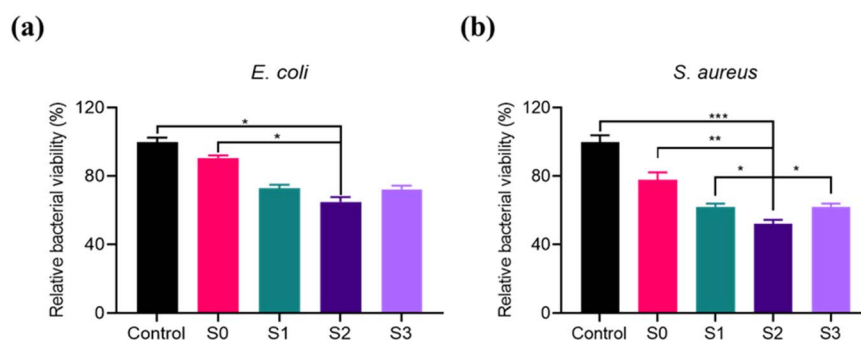 (a)
E. coli
Relative bacterial viability (%)
120
80
40
0
*
*
Control S0 S1 S2 S3
(b)
S. aureus
Relative bacterial viability (%)
120
80
40
0
***
**
* *
Control S0 S1 S2 S3